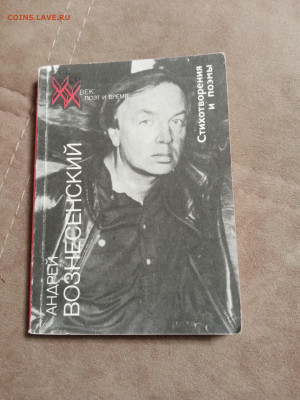 COINS.LAVE.RU
XX
ВЕК:
ПОЭТ И ВРЕМЯ
Стихотворения
и поэмы
АНДРЕЙ
ВОЗНЕСЕНСКИЙ